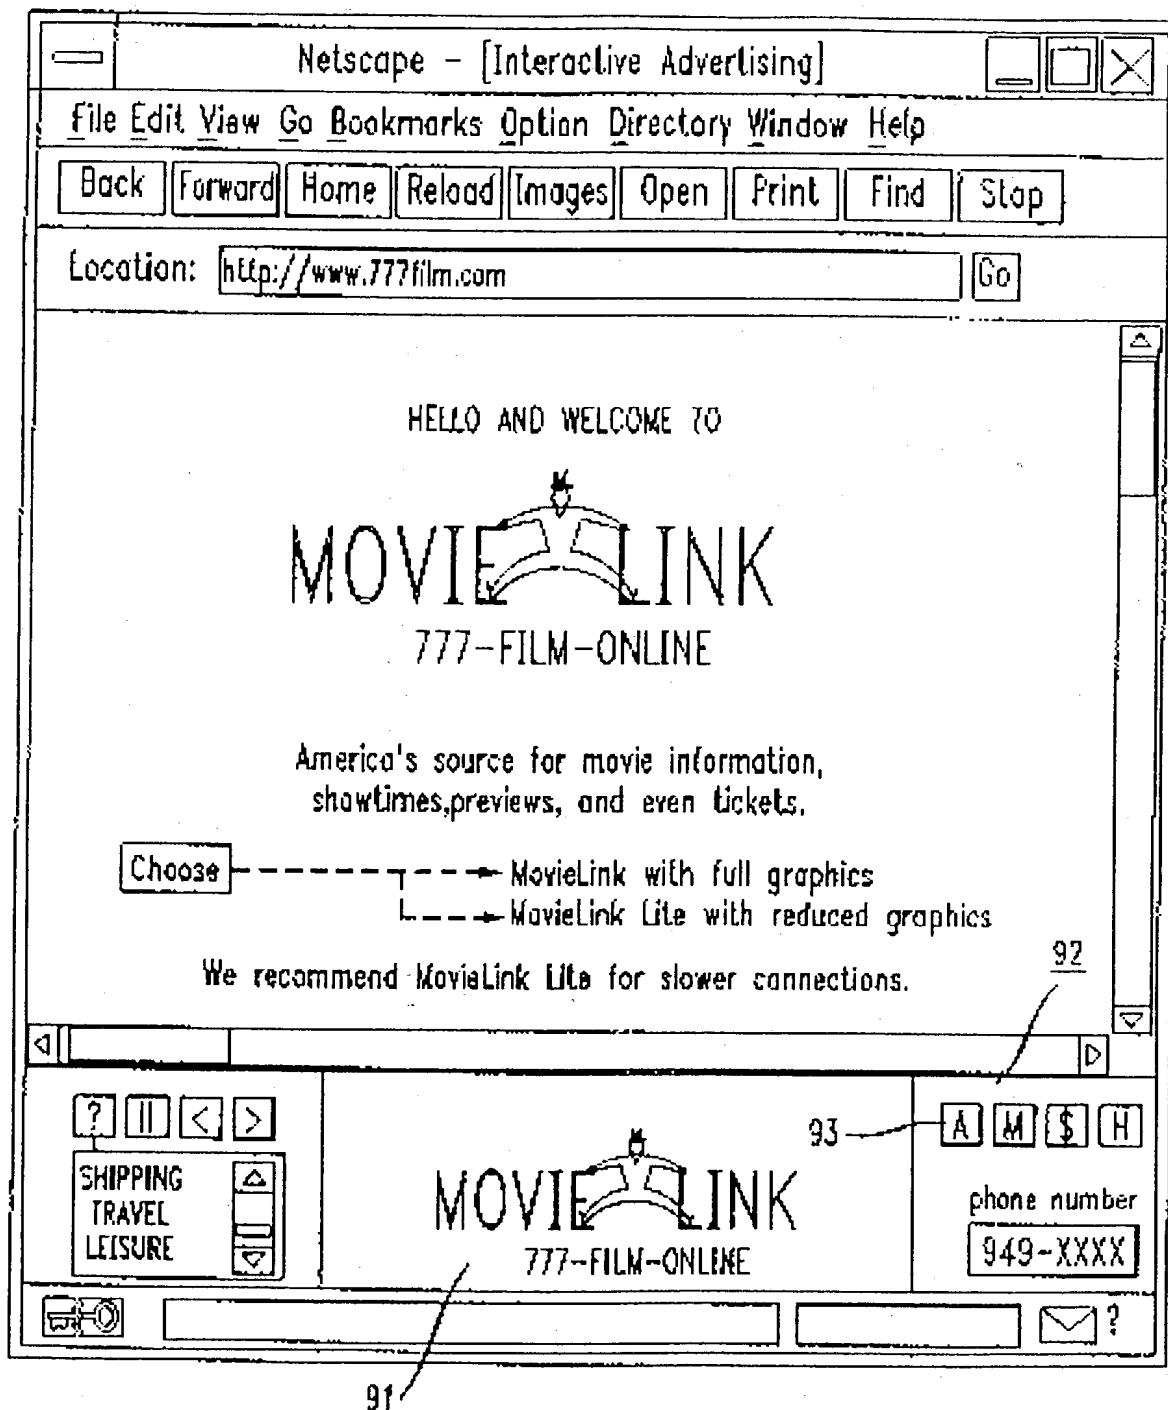 Netscape - [Interactive Advertising]
File Edit View Go Bookmarks Option Directory Window Help
Back Forward Home Reload Images Open Print Find Stop
Location: http://www.777film.com Go
HELLO AND WELCOME TO
M
MOVIE LINK
777-FILM-ONLINE
America's source for movie information,
showtimes,previews, and even tickets.
Choose MovieLink with full graphics
MovieLink Lite with reduced graphics
We recommend MovieLink Lite for slower connections.
92
? || < >
SHIPPING
TRAVEL
LEISURE
M
MOVIE LINK
777-FILM-ONLINE
93 A M $ H
phone number
949-XXXX
?
91